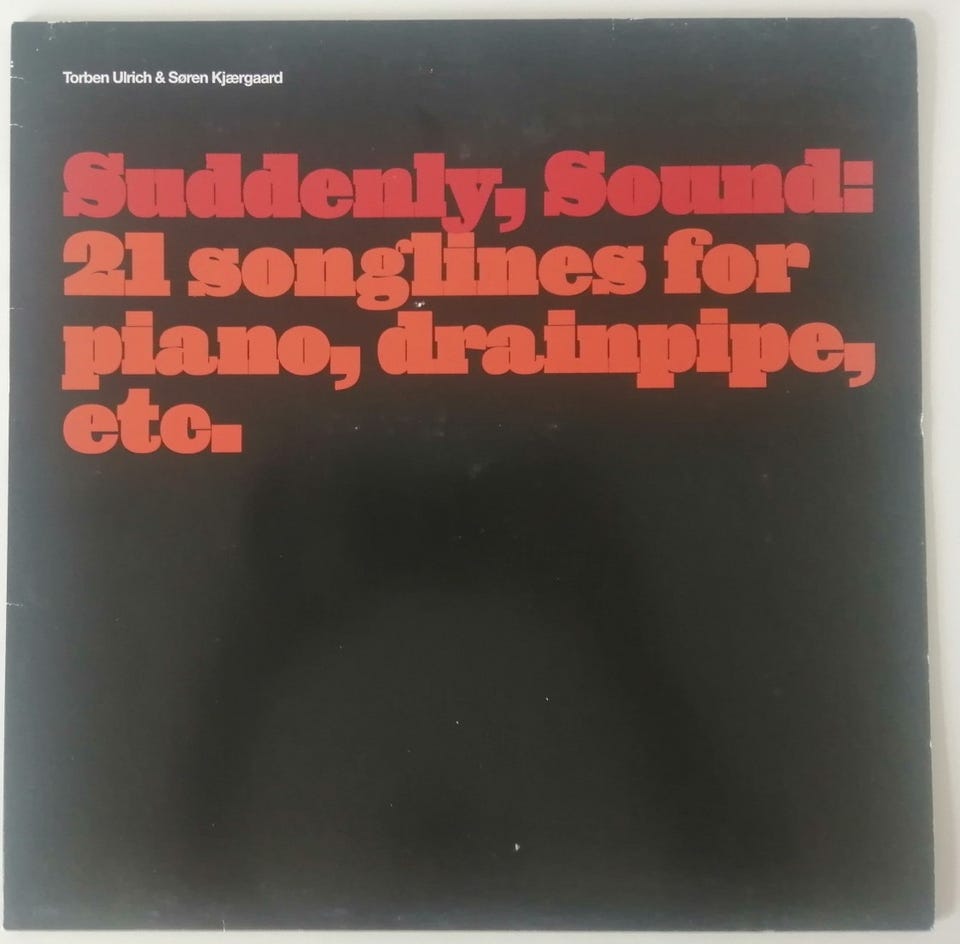 Torben Ulrich & Søren Kjærgaard
Suddenly, Sound:
21 songlines for
piano, drainpipe,
etc.